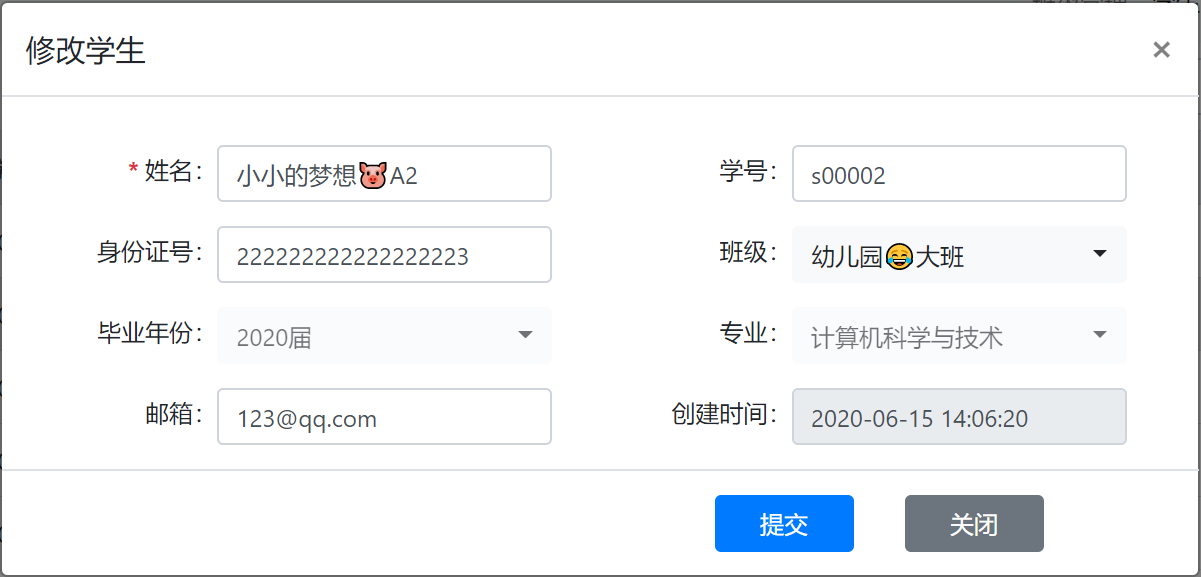 修改学生 ×
* 姓名： 小小的梦想🐷A2 学号： s00002
身份证号： 222222222222222223 班级： 幼儿园😂大班
毕业年份： 2020届 专业： 计算机科学与技术
邮箱： 123@qq.com 创建时间： 2020-06-15 14:06:20
提交 关闭